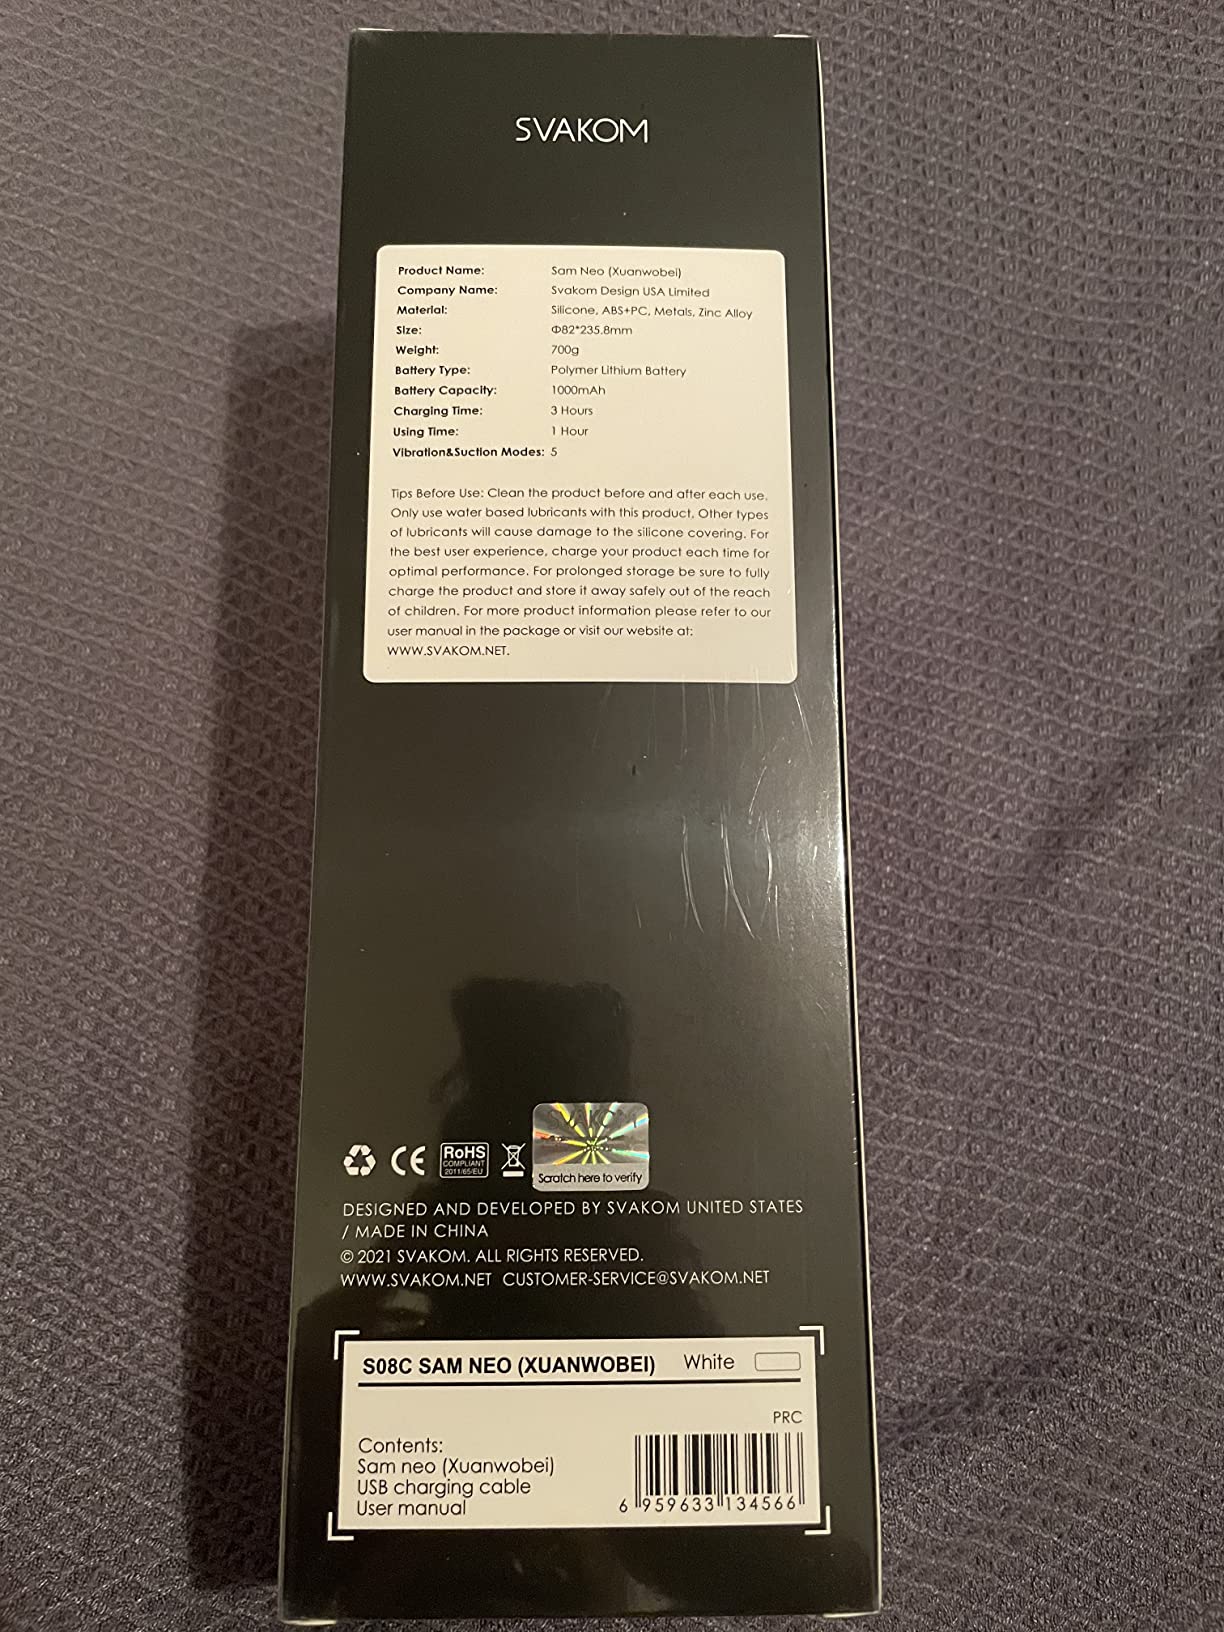 SVAKOM
Product Name: Sam Neo (Xuanwobei)
Company Name: Svakom Design USA Limited
Material: Silicone, ABS+PC, Metals, Zinc Alloy
Size: Φ82*235.8mm
Weight: 700g
Battery Type: Polymer Lithium Battery
Battery Capacity: 1000mAh
Charging Time: 3 Hours
Using Time: 1 Hour
Vibration&Suction Modes: 5
Tips Before Use: Clean the product before and after each use.
Only use water based lubricants with this product. Other types
of lubricants will cause damage to the silicone covering. For
the best user experience, charge your product each time for
optimal performance. For prolonged storage be sure to fully
charge the product and store it away safely out of the reach
of children. For more product information please refer to our
user manual in the package or visit our website at:
WWW.SVAKOM.NET.
SVAKOM
CE
RoHS
COMPLIANT
2011/65/EU
Scratch here to verify
DESIGNED AND DEVELOPED BY SVAKOM UNITED STATES
/ MADE IN CHINA
© 2021 SVAKOM. ALL RIGHTS RESERVED.
WWW.SVAKOM.NET CUSTOMER-SERVICE@SVAKOM.NET
S08C SAM NEO (XUANWOBEI) White
PRC
Contents:
Sam neo (Xuanwobei)
USB charging cable
User manual
6 959633 134566